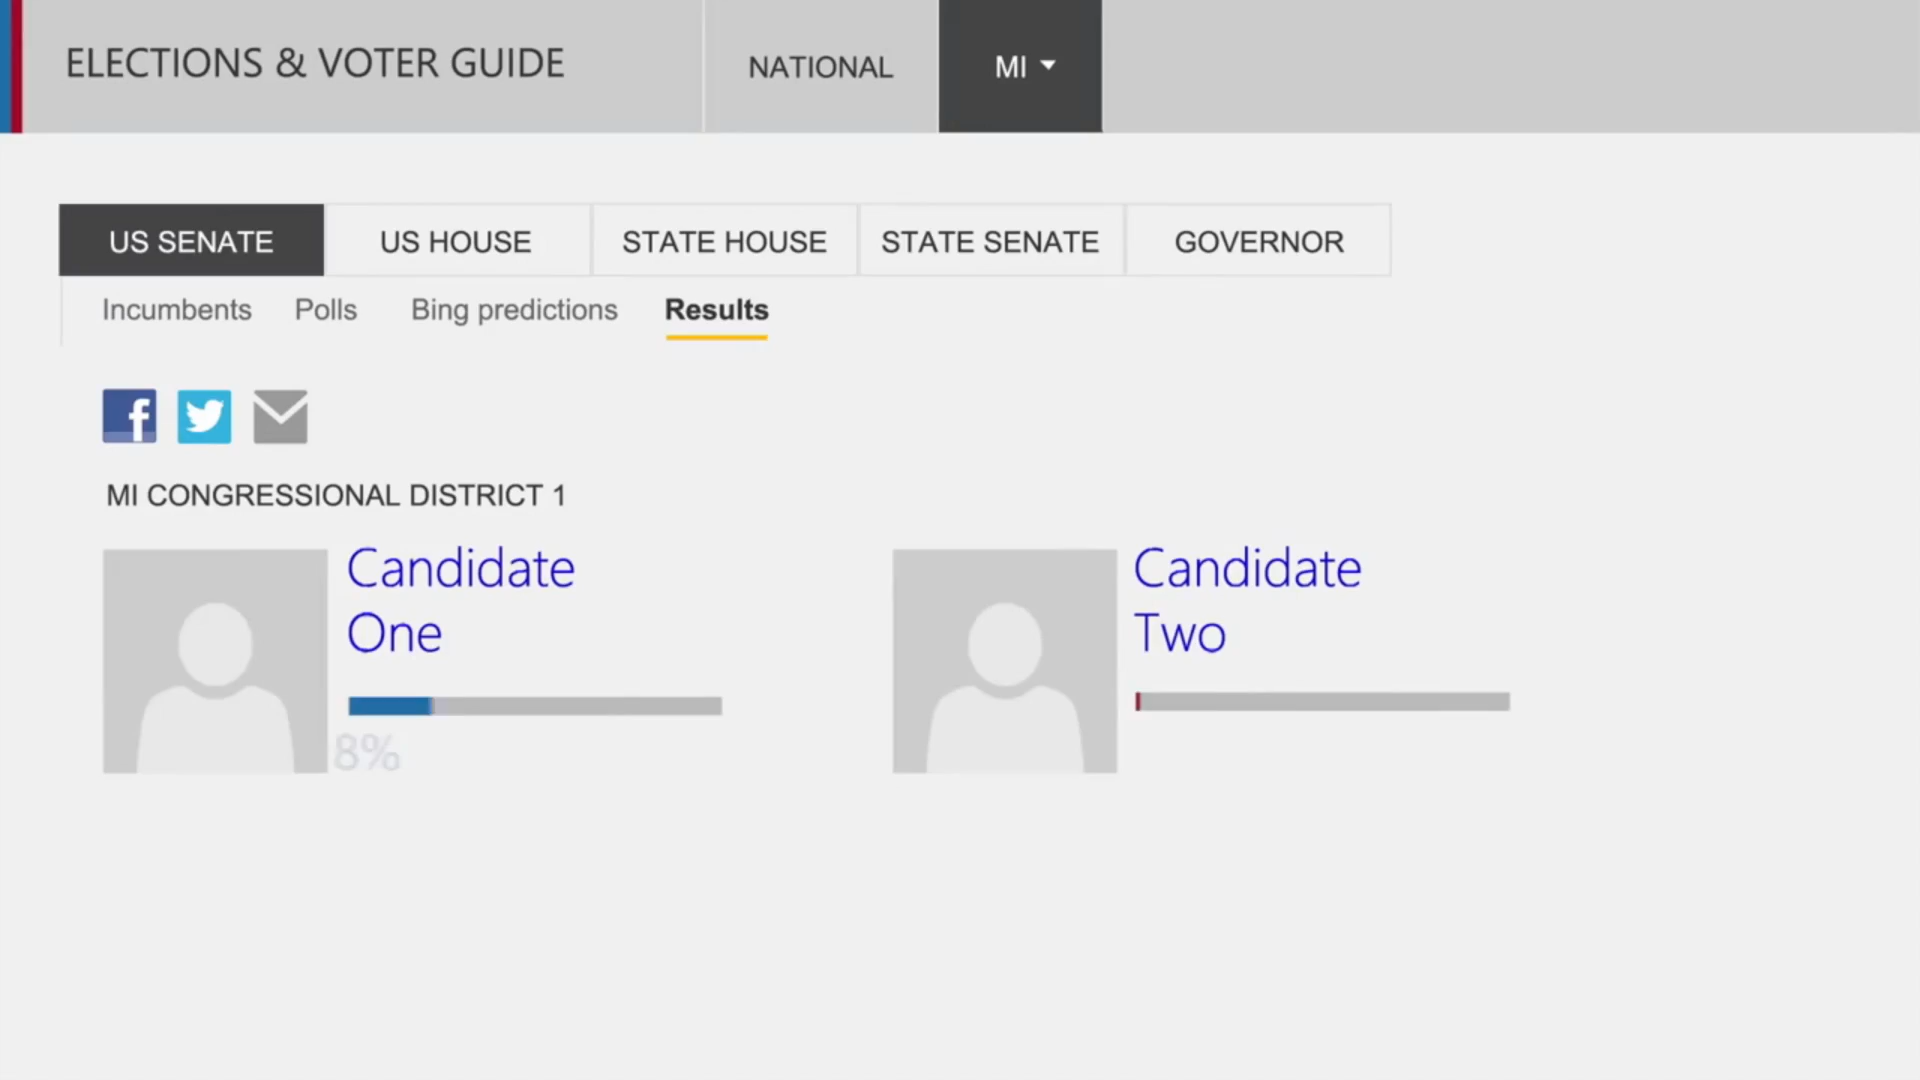 ELECTIONS & VOTER GUIDE
NATIONAL
MI
US SENATE
US HOUSE
STATE HOUSE
STATE SENATE
GOVERNOR
Incumbents
Polls
Bing predictions
Results
MI CONGRESSIONAL DISTRICT 1
Candidate
One
8%
Candidate
Two